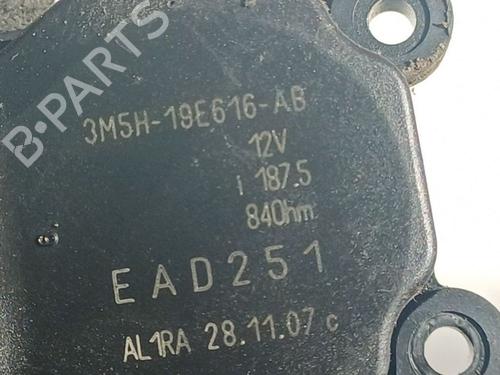 3M5H-19E616-AB
12V
i 187.5
84Ohm
EAD251
AL1RA 28.11.07 c
B-PARTS